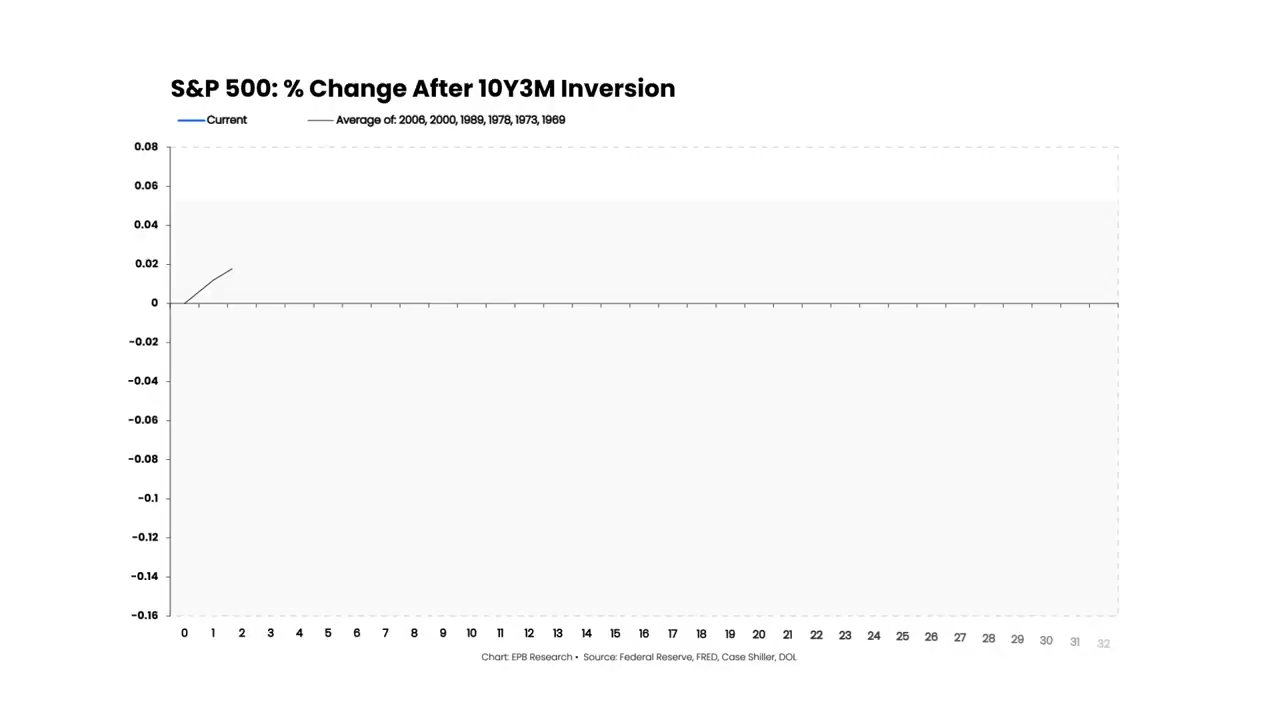 S&P 500: % Change After 10Y3M Inversion
Current
Average of: 2006, 2000, 1989, 1978, 1973, 1969
0.08
0.06
0.04
0.02
0
-0.02
-0.04
-0.06
-0.08
-0.1
-0.12
-0.14
-0.16
0 1 2 3 4 5 6 7 8 9 10 11 12 13 14 15 16 17 18 19 20 21 22 23 24 25 26 27 28 29 30 31 32
Chart: EPB Research • Source: Federal Reserve, FRED, Case Shiller, DOL